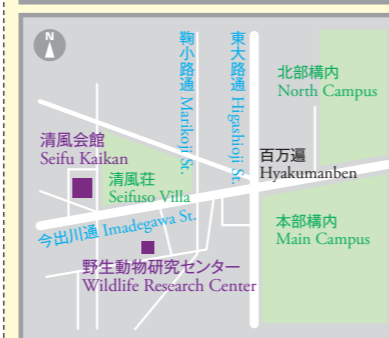 N
鞠小路通 Marikoji St.
東大路通 Higashioji St.
北部構内
North Campus
清風会館
Seifu Kaikan
清風荘
Seifuso Villa
百万遍
Hyakumanben
今出川通 Imadegawa St.
本部構内
Main Campus
野生動物研究センター
Wildlife Research Center